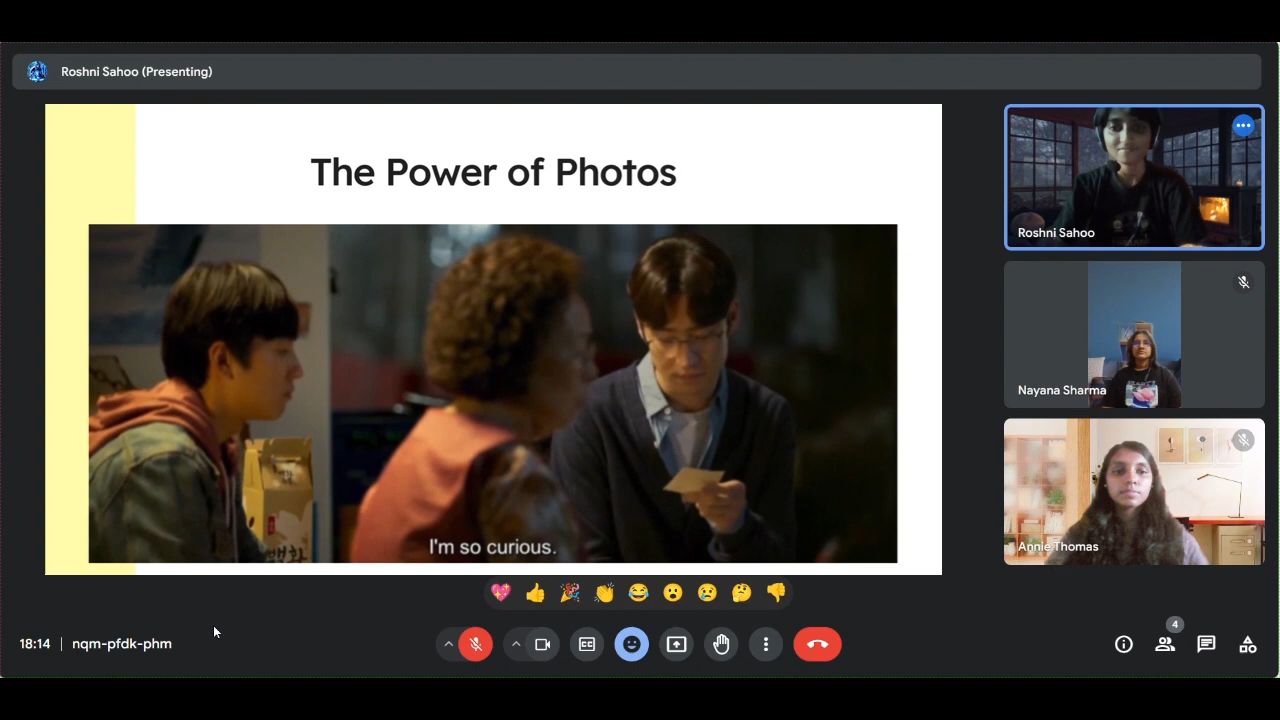 Roshni Sahoo (Presenting)
The Power of Photos
I'm so curious.
Roshni Sahoo
Nayana Sharma
Annie Thomas
18:14 | nqm-pfdk-phm
CC
4